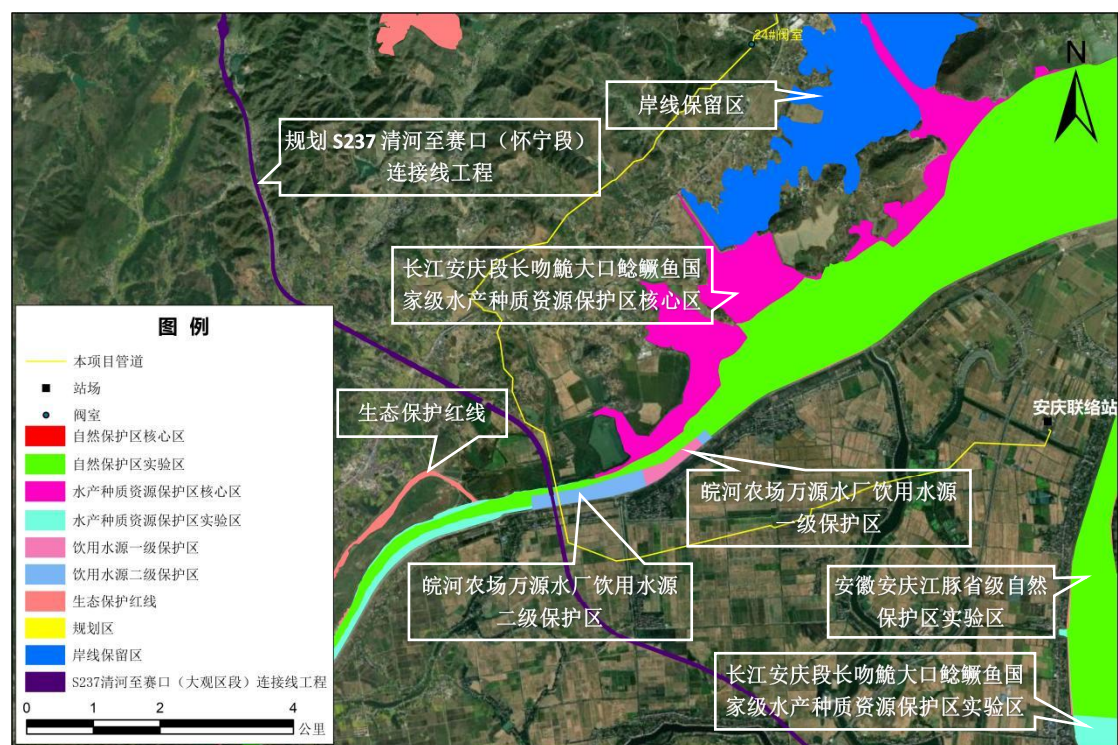 24#阀室
N
岸线保留区
规划 S237 清河至赛口（怀宁段）
连接线工程
长江安庆段长吻鮠大口鲶鳜鱼国
家级水产种质资源保护区核心区
图 例
本项目管道
站场
阀室
自然保护区核心区
自然保护区实验区
水产种质资源保护区核心区
水产种质资源保护区实验区
饮用水源一级保护区
饮用水源二级保护区
生态保护红线
规划区
岸线保留区
S237清河至赛口（大观区段）连接线工程
0 1 2 4
公里
生态保护红线
安庆联络站
皖河农场万源水厂饮用水源
一级保护区
皖河农场万源水厂饮用水源
二级保护区
安徽安庆江豚省级自然
保护区实验区
长江安庆段长吻鮠大口鲶鳜鱼国
家级水产种质资源保护区实验区